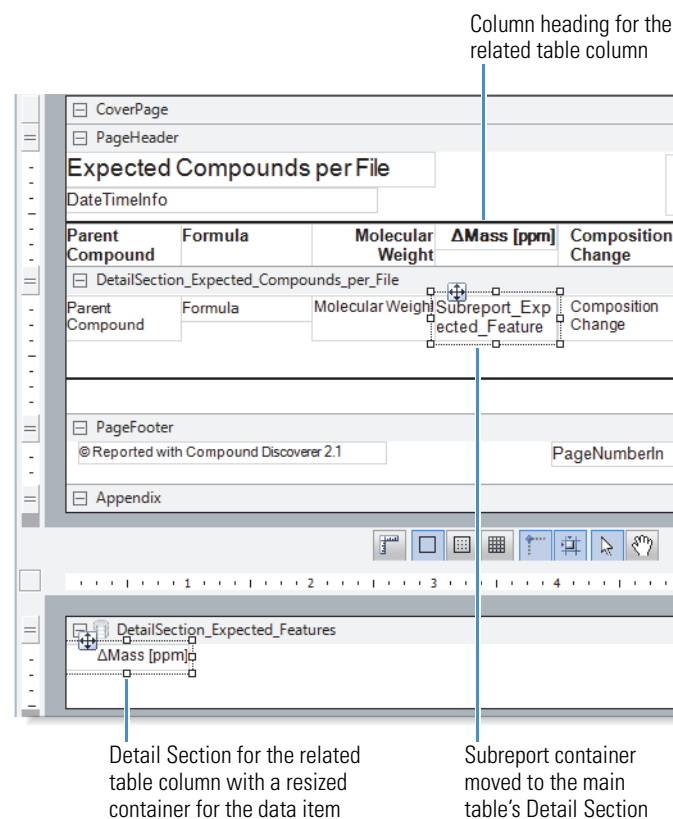 Column heading for the
related table column
CoverPage
PageHeader
Expected Compounds per File
DateTimeInfo
Parent Formula Molecular ΔMass [ppm] Composition
Compound Weight Change
DetailSection_Expected_Compounds_per_File
Parent Formula Molecular Weight Subreport_Exp Composition
Compound ected_Feature Change
PageFooter
© Reported with Compound Discoverer 2.1 PageNumberIn
Appendix
1 2 3 4
DetailSection_Expected_Features
ΔMass [ppm]
Detail Section for the related
table column with a resized
container for the data item
Subreport container
moved to the main
table's Detail Section